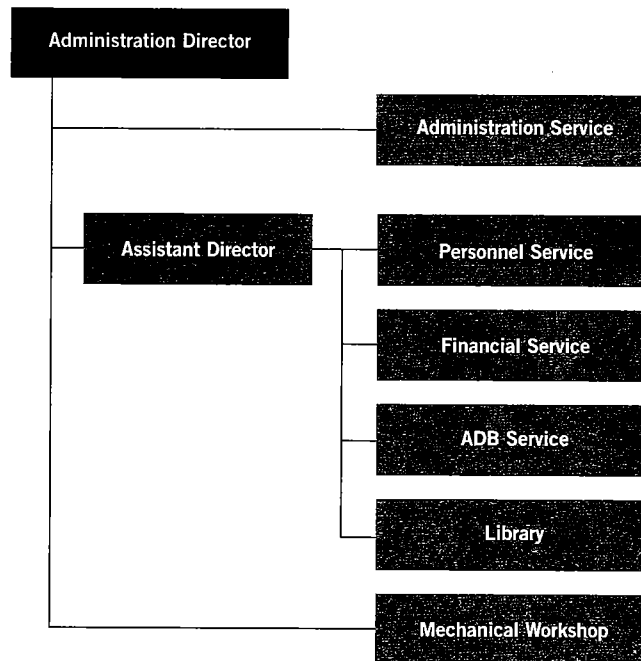 Administration Director
Administration Service
Assistant Director
Personnel Service
Financial Service
ADB Service
Library
Mechanical Workshop